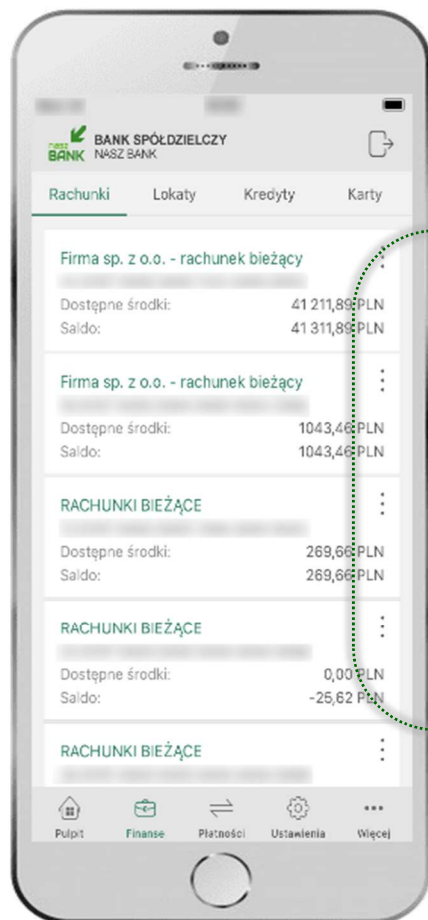 nasz
BANK
BANK SPÓŁDZIELCZY
NASZ BANK
Rachunki Lokaty Kredyty Karty
Firma sp. z o.o. - rachunek bieżący
Dostępne środki: 41 211,89 PLN
Saldo: 41 311,89 PLN
Firma sp. z o.o. - rachunek bieżący
Dostępne środki: 1043,46 PLN
Saldo: 1043,46 PLN
RACHUNKI BIEŻĄCE
Dostępne środki: 269,66 PLN
Saldo: 269,66 PLN
RACHUNKI BIEŻĄCE
Dostępne środki: 0,00 PLN
Saldo: -25,62 PLN
RACHUNKI BIEŻĄCE
Pulpit Finanse Płatności Ustawienia Więcej